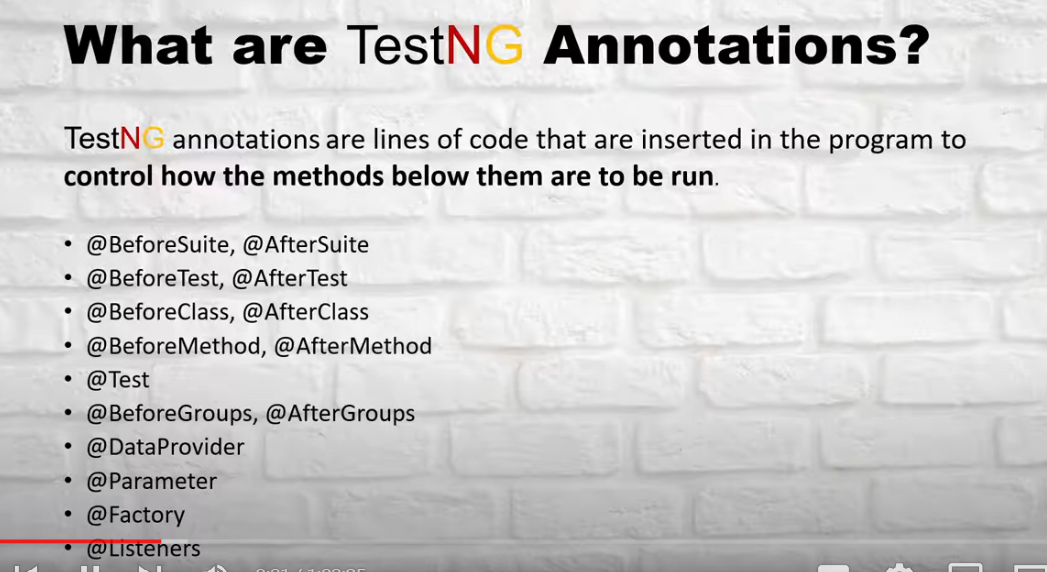 What are TestNG Annotations?
TestNG annotations are lines of code that are inserted in the program to
control how the methods below them are to be run.
• @BeforeSuite, @AfterSuite
• @BeforeTest, @AfterTest
• @BeforeClass, @AfterClass
• @BeforeMethod, @AfterMethod
• @Test
• @BeforeGroups, @AfterGroups
• @DataProvider
• @Parameter
• @Factory
• @Listeners